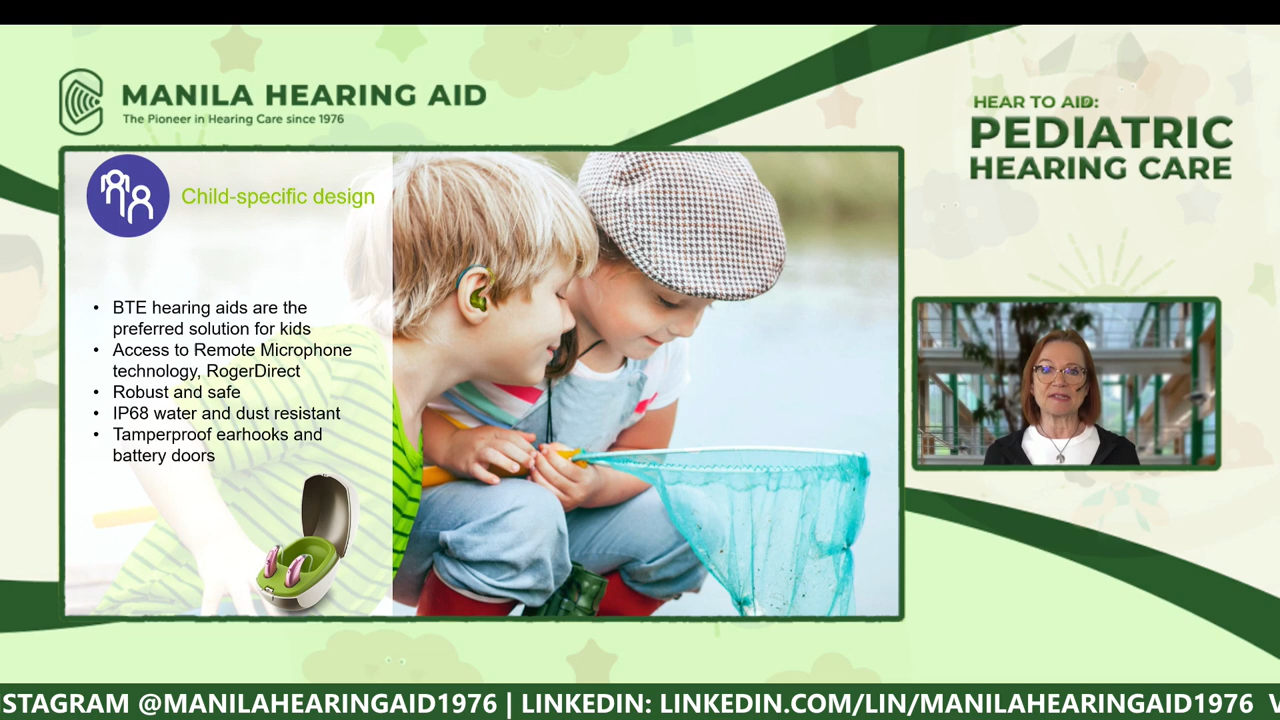 MANILA HEARING AID
The Pioneer in Hearing Care since 1976
HEAR TO AID:
PEDIATRIC
HEARING CARE
Child-specific design
• BTE hearing aids are the
preferred solution for kids
• Access to Remote Microphone
technology, RogerDirect
• Robust and safe
• IP68 water and dust resistant
• Tamperproof earhooks and
battery doors
STAGRAM @MANILAHEARINGAID1976 | LINKEDIN: LINKEDIN.COM/LIN/MANILAHEARINGAID1976 V